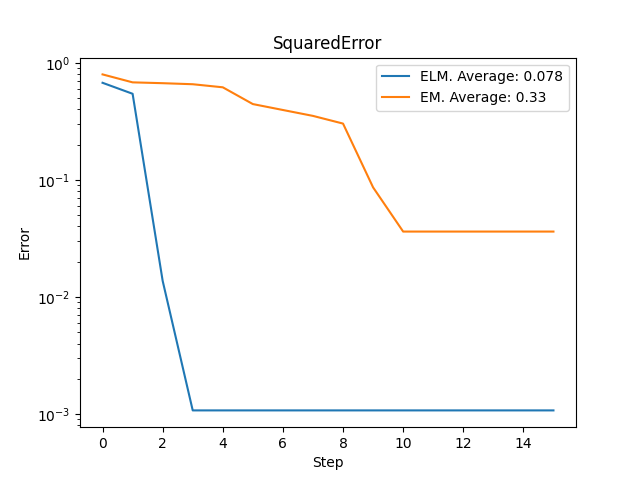 SquaredError
ELM. Average: 0.078
EM. Average: 0.33
10⁰
10⁻¹
10⁻²
10⁻³
Error
0 2 4 6 8 10 12 14
Step